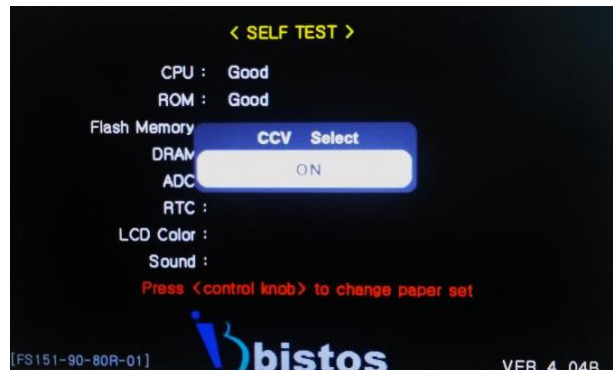 < SELF TEST >
CPU : Good
ROM : Good
Flash Memory
DRAM
ADC
CCV Select
ON
RTC :
LCD Color :
Sound :
Press <control knob> to change paper set
bistos
[FS151-90-80R-01]
VER 4.04B